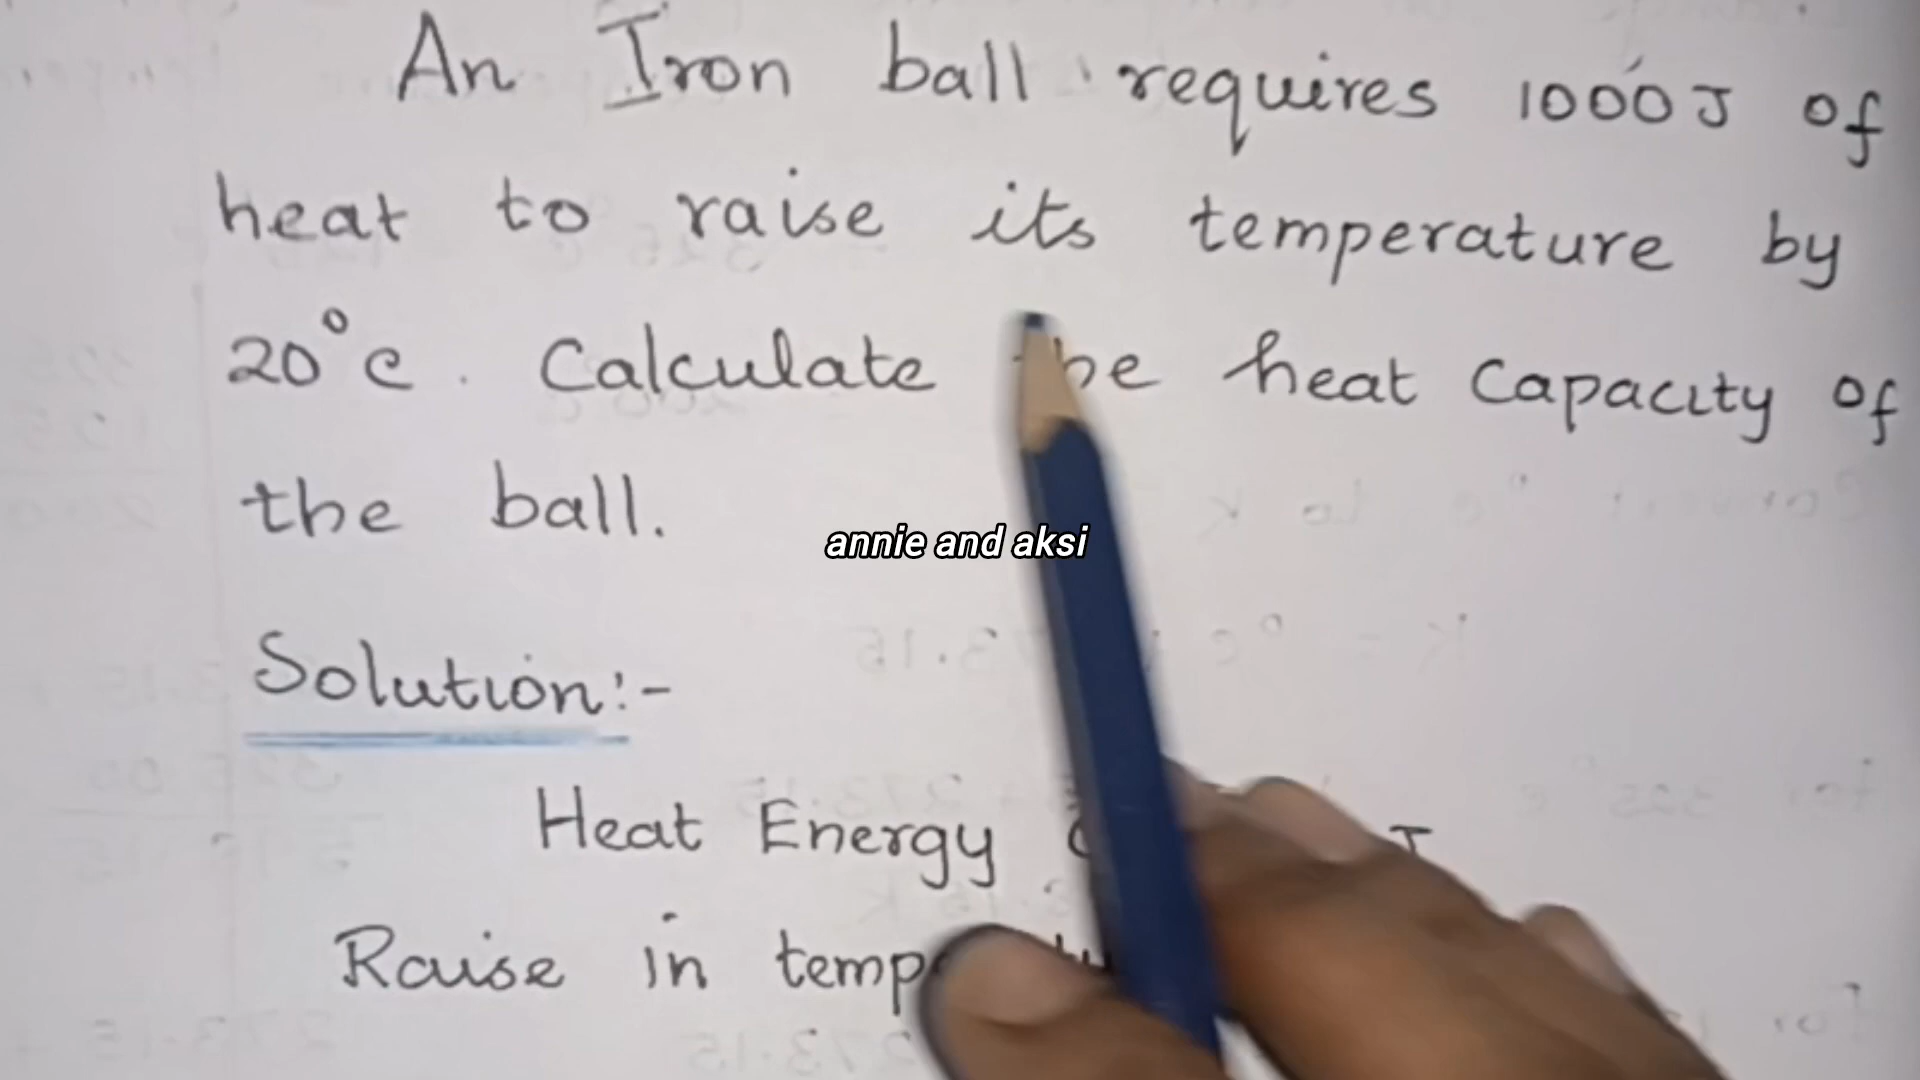 An Iron ball requires 1000J of
heat to raise its temperature by
20°c. Calculate the heat capacity of
the ball.
annie and aksi
Solution:-
Heat Energy J
Raise in